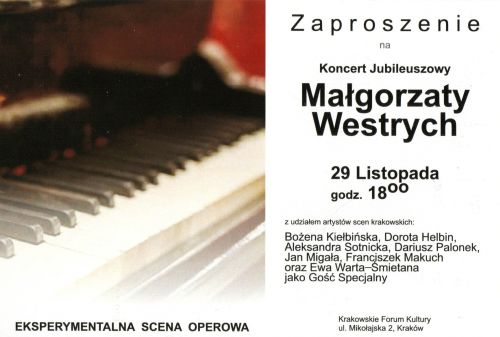 Zaproszenie
na
Koncert Jubileuszowy
Małgorzaty
Westrych
29 Listopada
godz. 18oo
z udziałem artystów scen krakowskich:
Bożena Kiełbińska, Dorota Helbin,
Aleksandra Sotnicka, Dariusz Palonek,
Jan Migała, Franciszek Makuch
oraz Ewa Warta–Śmietana
jako Gość Specjalny
Krakowskie Forum Kultury
ul. Mikołajska 2, Kraków
EKSPERYMENTALNA SCENA OPEROWA